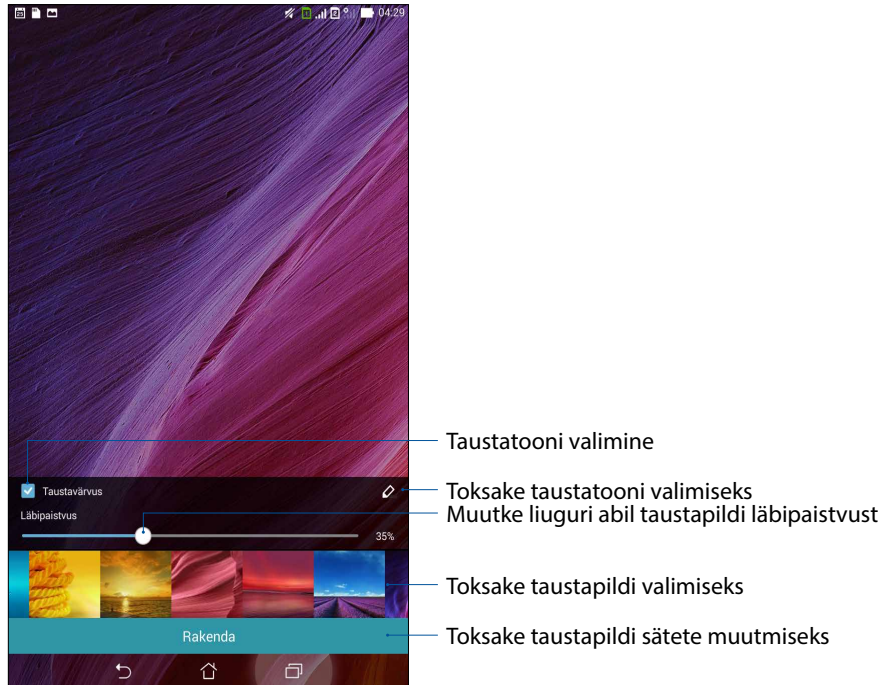 04:29
Taustatooni valimine
Taustavärvus
Toksake taustatooni valimiseks
Läbipaistvus
Muutke liuguri abil taustapildi läbipaistvust
35%
Toksake taustapildi valimiseks
Rakenda
Toksake taustapildi sätete muutmiseks